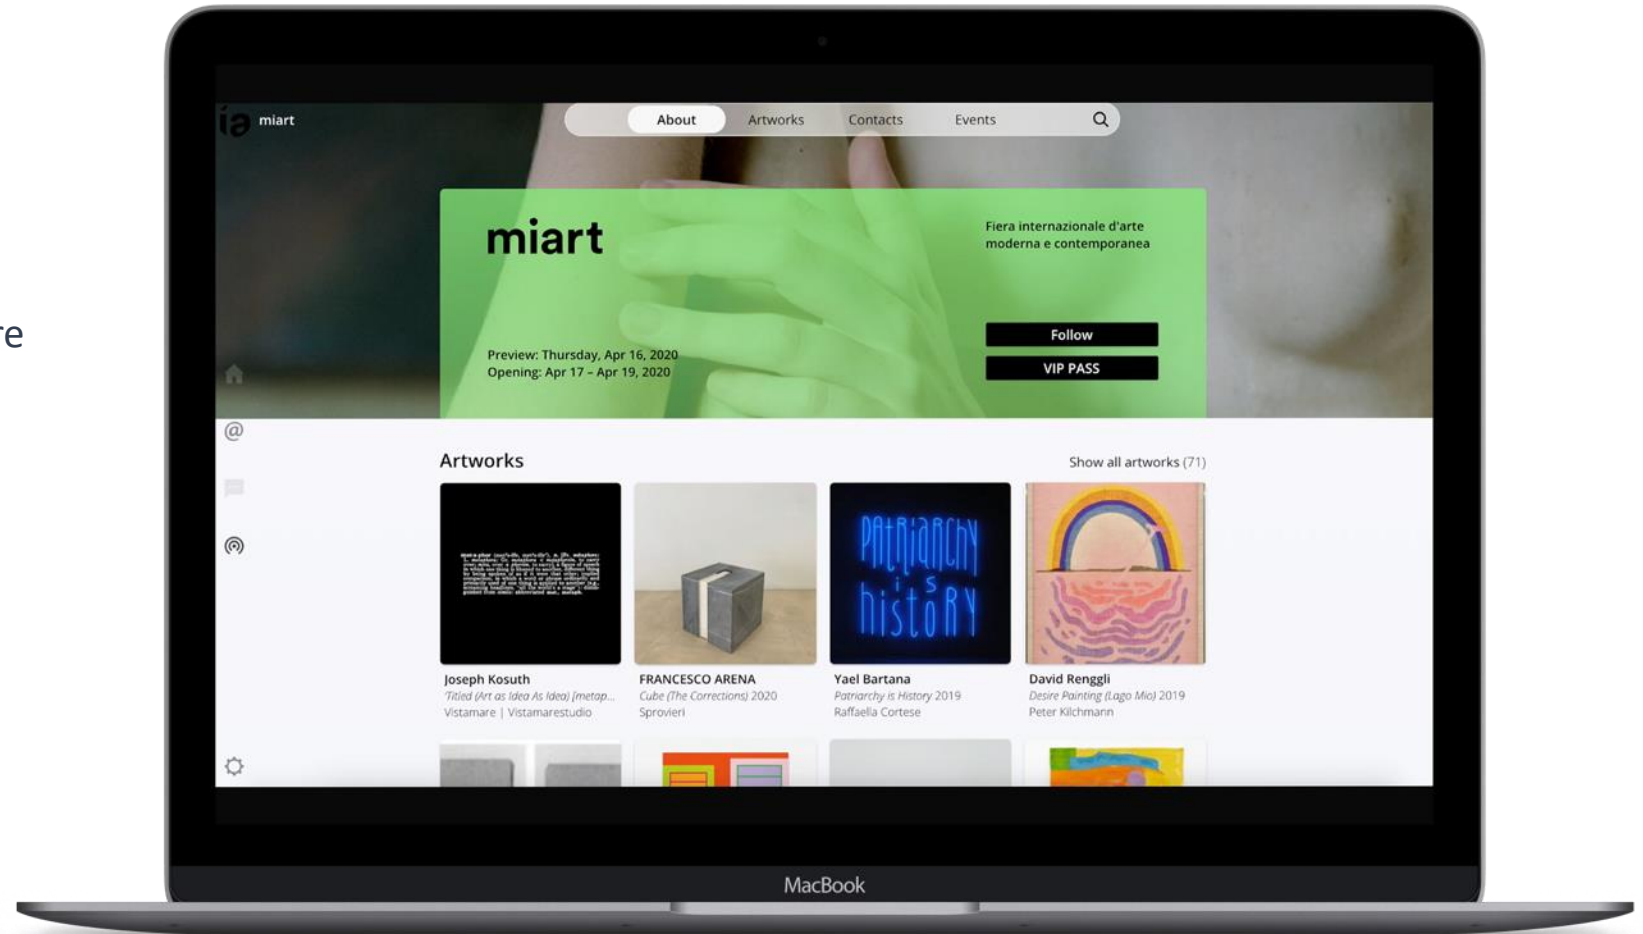 re
ia miart
About Artworks Contacts Events
miart
Fiera internazionale d'arte
moderna e contemporanea
Follow
VIP PASS
Preview: Thursday, Apr 16, 2020
Opening: Apr 17 – Apr 19, 2020
@
Artworks
Show all artworks (71)
PAtRiARCHY
is
histoRY
Joseph Kosuth
'Titled (Art as Idea As Idea) [metap...
Vistamare | Vistamarestudio
FRANCESCO ARENA
Cube (The Corrections) 2020
Sprovieri
Yael Bartana
Patriarchy is History 2019
Raffaella Cortese
David Renggli
Desire Painting (Lago Mio) 2019
Peter Kilchmann
MacBook